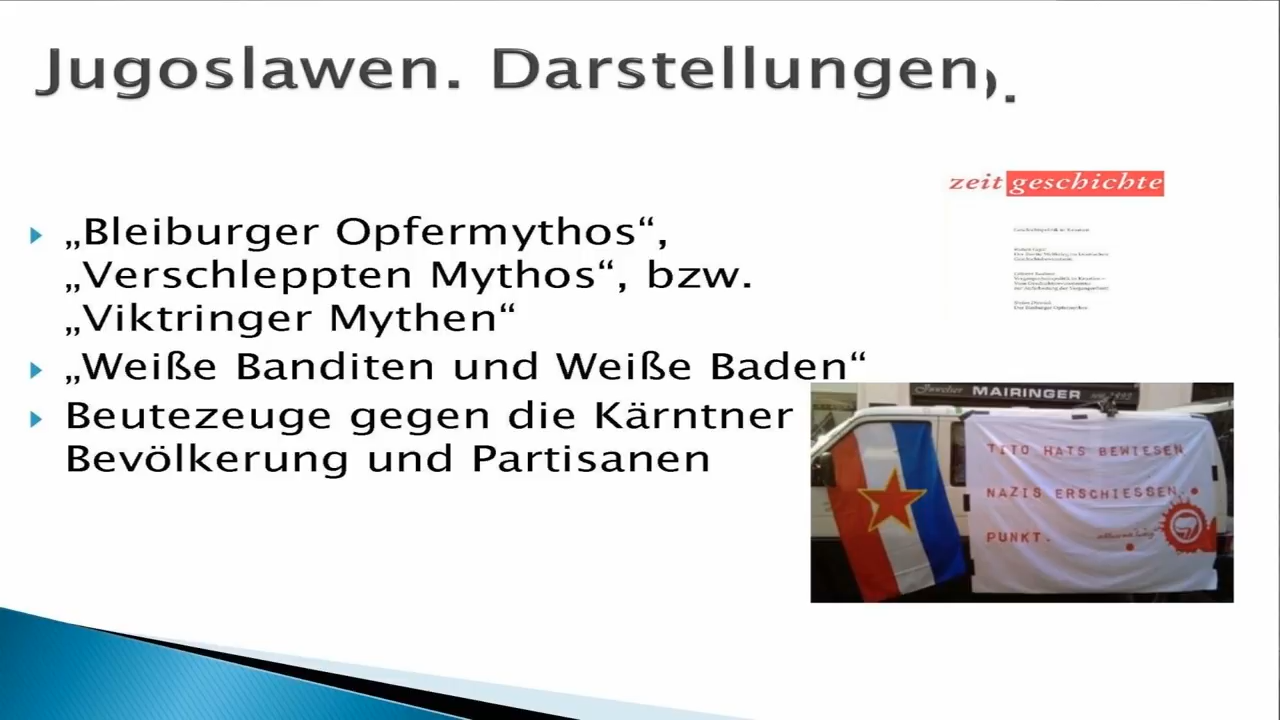 Jugoslawen. Darstellungen
„Bleiburger Opfermythos“,
„Verschleppten Mythos“, bzw.
„Viktringer Mythen“
„Weiße Banditen und Weiße Baden“
Beutezeuge gegen die Kärntner
Bevölkerung und Partisanen
zeit geschichte
Juwelier MAIRINGER
TITO HATS BEWIESEN
NAZIS ERSCHIESSEN.
PUNKT.